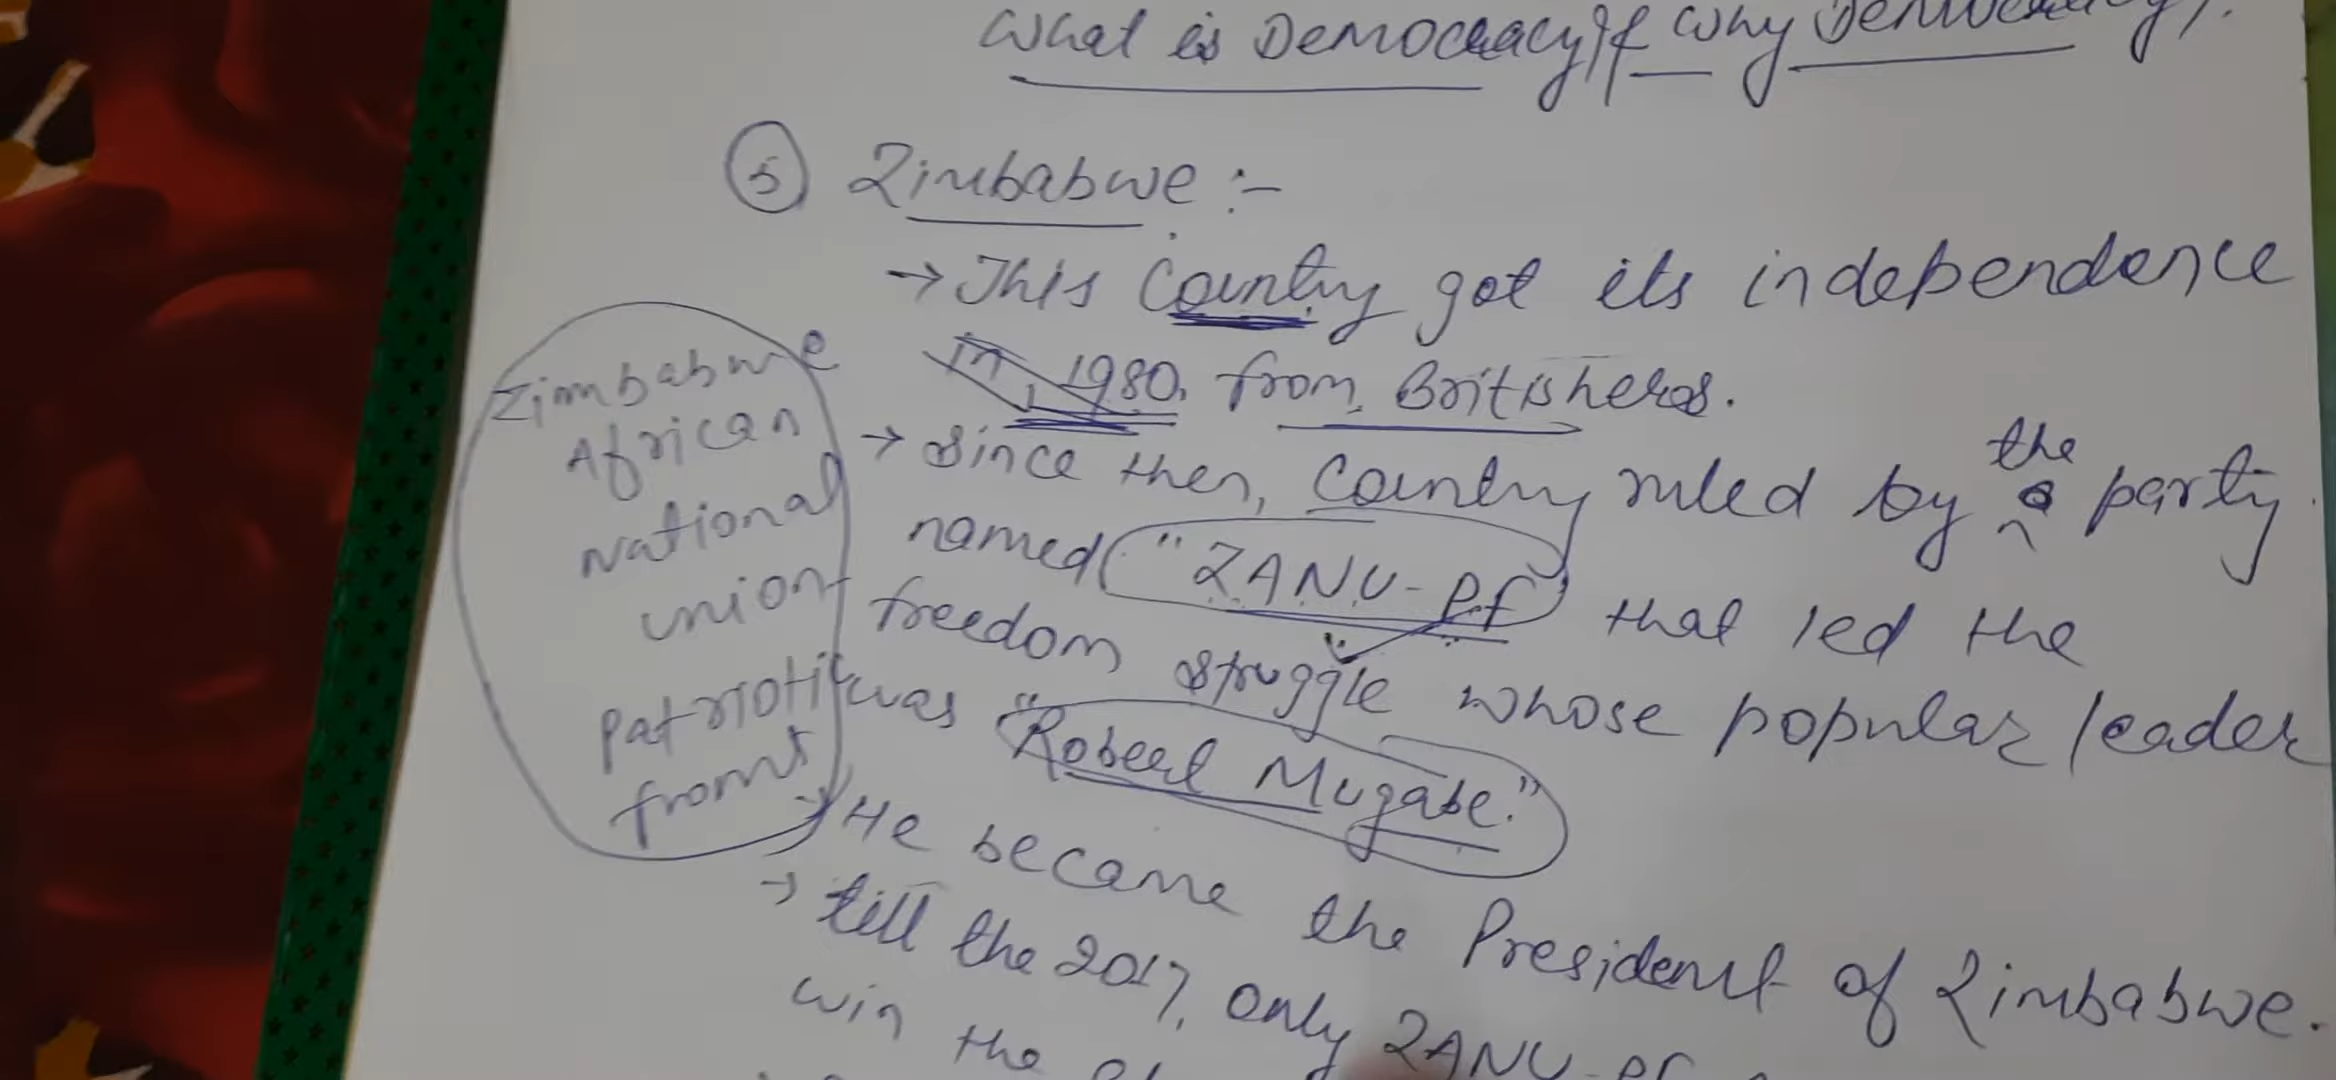 What is Democracy? & Why Democracy?
⑤ Zimbabwe :-
→ This Country got its independence
in 1980, from Britishers.
→ Since then, Country ruled by the party
named "ZANU-PF" that led the
freedom struggle whose popular leader
was "Robert Mugabe."
→ He became the President of Zimbabwe.
→ till the 2017, only ZANU-PF
win the
Zimbabwe
African
National
union
patriotic
front